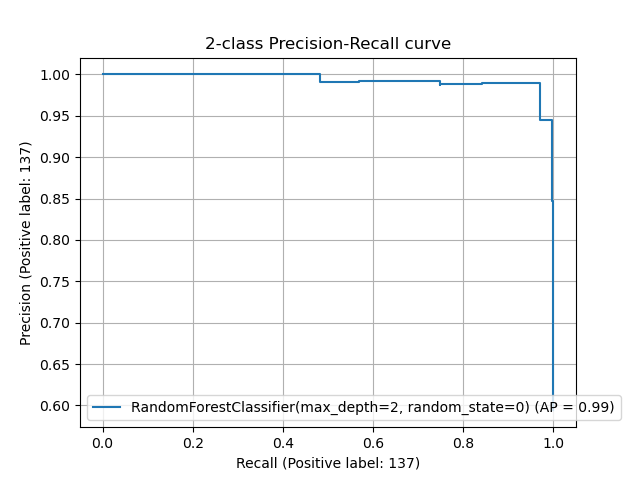 2-class Precision-Recall curve
1.00
0.95
0.90
0.85
0.80
0.75
0.70
0.65
0.60
Precision (Positive label: 137)
RandomForestClassifier(max_depth=2, random_state=0) (AP = 0.99)
0.0 0.2 0.4 0.6 0.8 1.0
Recall (Positive label: 137)